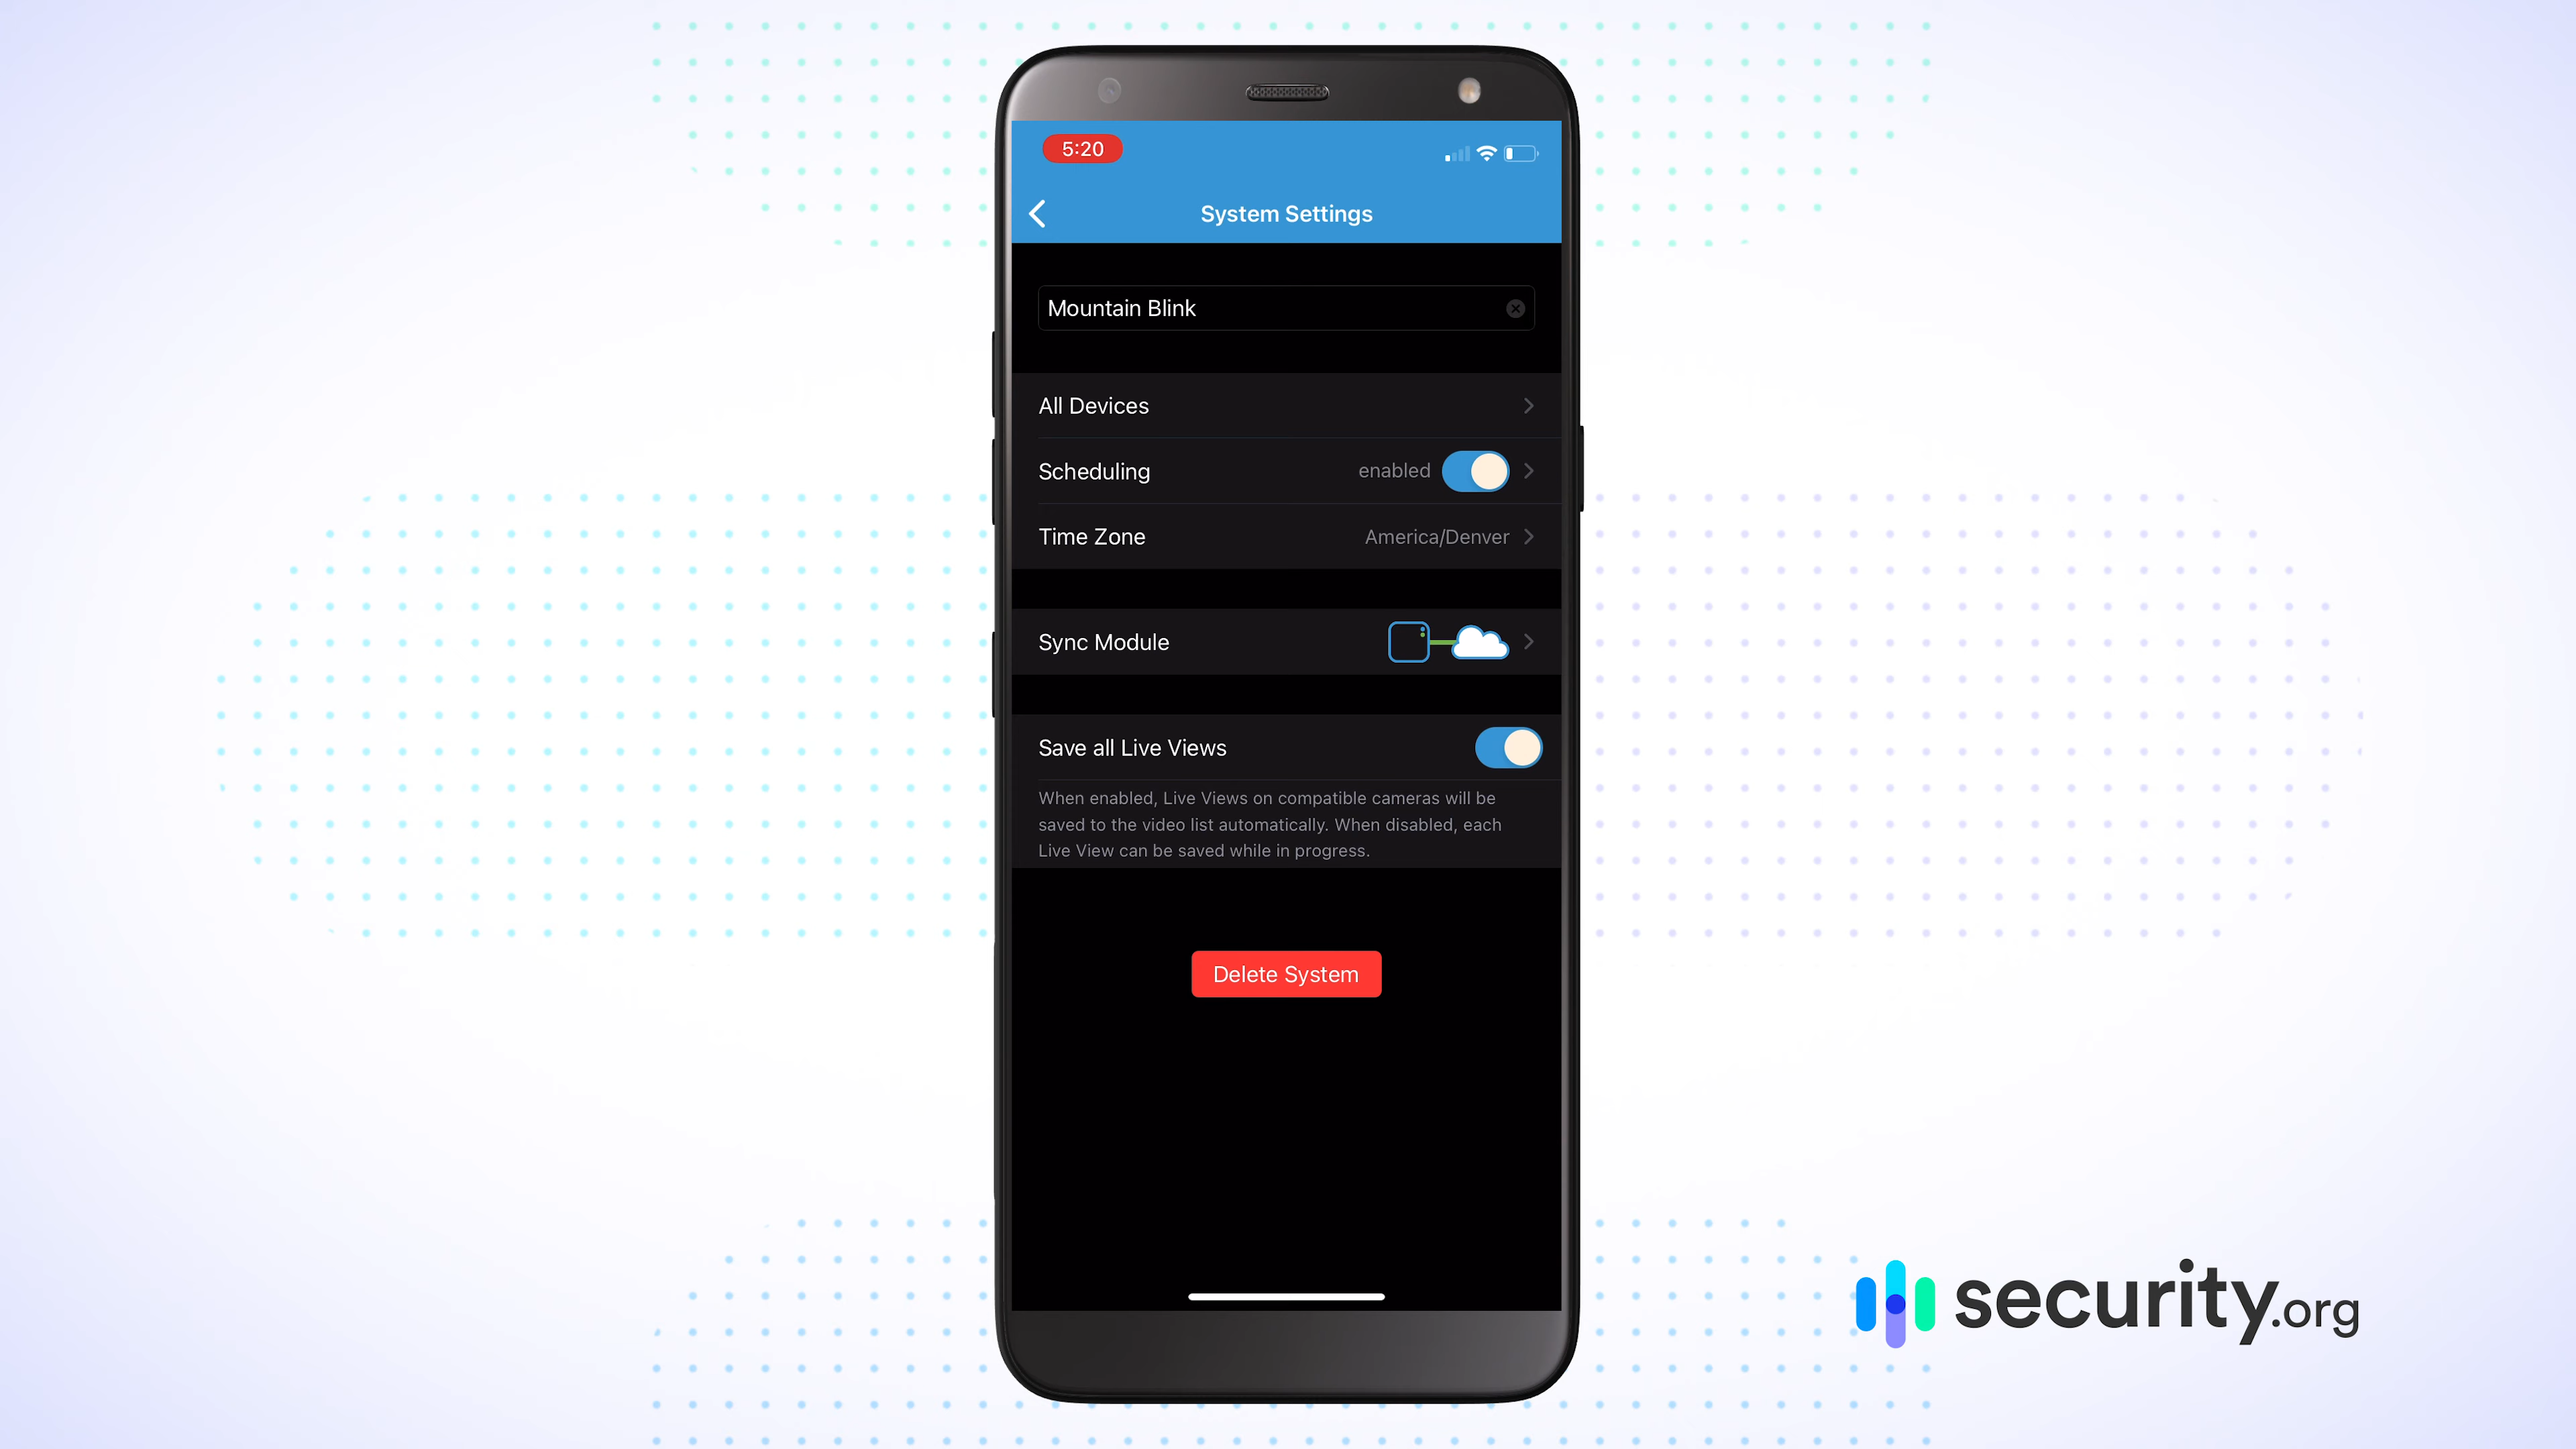 5:20
System Settings
Mountain Blink
All Devices
Scheduling enabled
Time Zone America/Denver
Sync Module
Save all Live Views
When enabled, Live Views on compatible cameras will be
saved to the video list automatically. When disabled, each
Live View can be saved while in progress.
Delete System
security.org